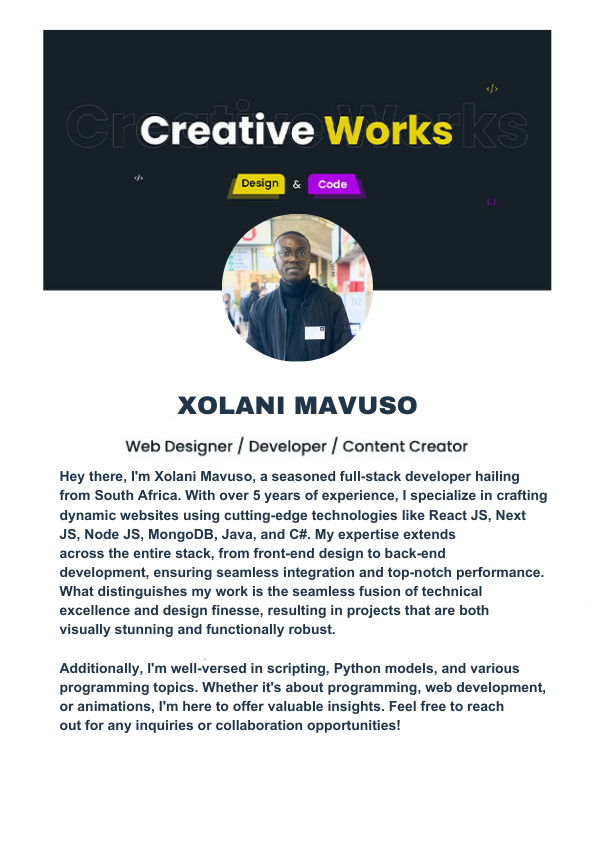 Creative Works
</>
</>
Design & Code
{..}
XOLANI MAVUSO
Web Designer / Developer / Content Creator
Hey there, I'm Xolani Mavuso, a seasoned full-stack developer hailing
from South Africa. With over 5 years of experience, I specialize in crafting
dynamic websites using cutting-edge technologies like React JS, Next
JS, Node JS, MongoDB, Java, and C#. My expertise extends
across the entire stack, from front-end design to back-end
development, ensuring seamless integration and top-notch performance.
What distinguishes my work is the seamless fusion of technical
excellence and design finesse, resulting in projects that are both
visually stunning and functionally robust.
Additionally, I'm well-versed in scripting, Python models, and various
programming topics. Whether it's about programming, web development,
or animations, I'm here to offer valuable insights. Feel free to reach
out for any inquiries or collaboration opportunities!